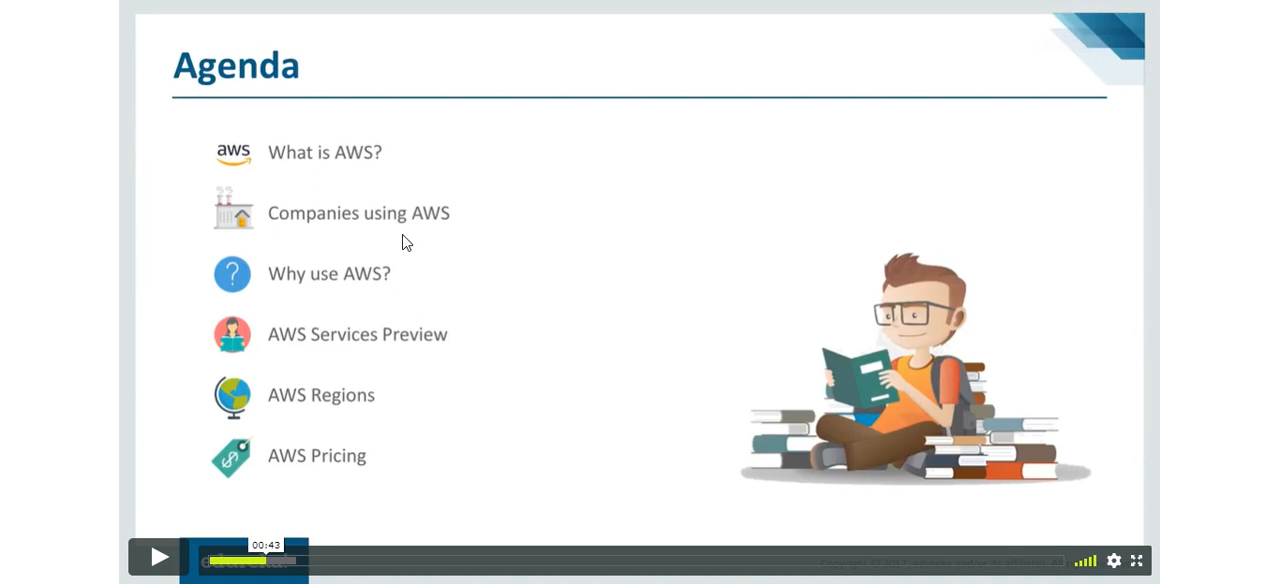 Agenda
aws What is AWS?
Companies using AWS
? Why use AWS?
AWS Services Preview
AWS Regions
$ AWS Pricing
00:43